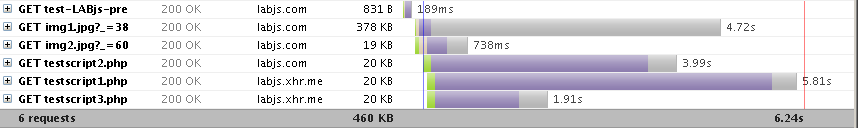 GET test-LABjs-pre 200 OK labjs.com 831 B 189ms
GET img1.jpg?_=38 200 OK labjs.com 378 KB 4.72s
GET img2.jpg?_=60 200 OK labjs.com 19 KB 738ms
GET testscript2.php 200 OK labjs.com 20 KB 3.99s
GET testscript1.php 200 OK labjs.xhr.me 20 KB 5.81s
GET testscript3.php 200 OK labjs.xhr.me 20 KB 1.91s
6 requests 460 KB 6.24s